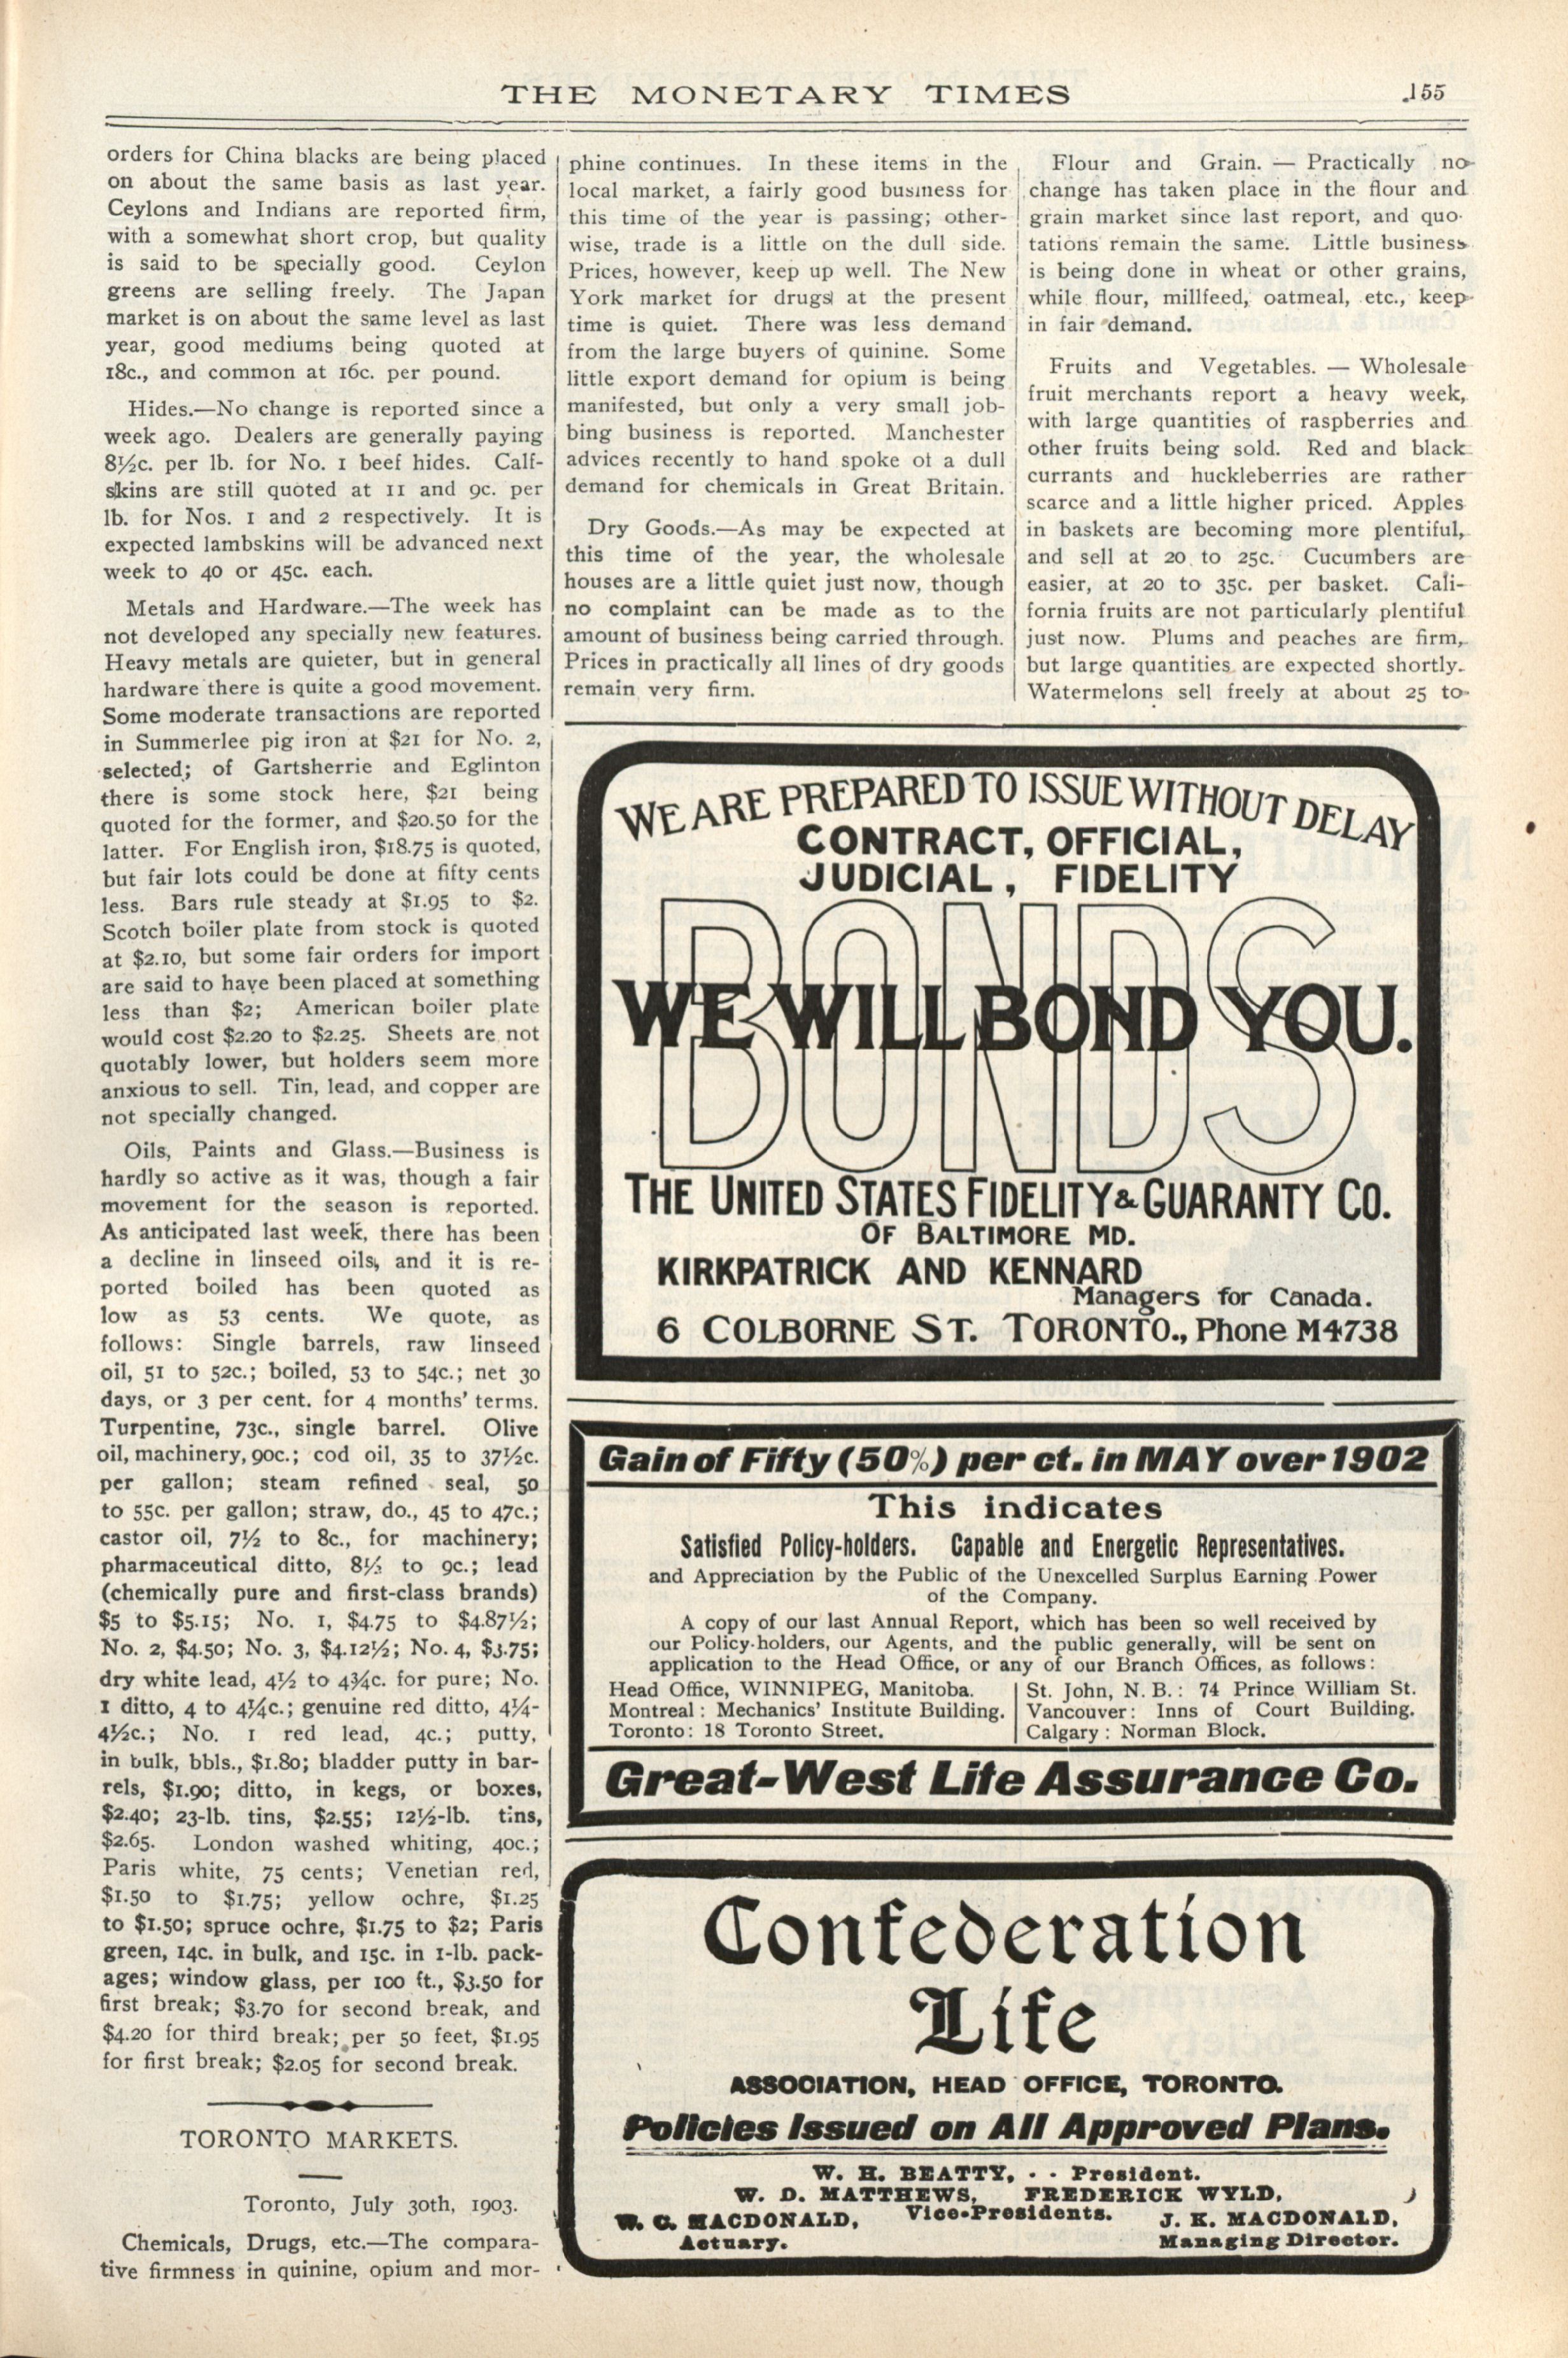 THE MONETARY TIMES
155
orders for China blacks are being placed
on about the same basis as last year.
Ceylons and Indians are reported firm,
with a somewhat short crop, but quality
is said to be specially good. Ceylon
greens are selling freely. The Japan
market is on about the same level as last
year, good mediums being quoted at
18c., and common at 16c. per pound.
Hides.—No change is reported since a
week ago. Dealers are generally paying
8½c. per lb. for No. 1 beef hides. Calf-
skins are still quoted at 11 and 9c. per
lb. for Nos. 1 and 2 respectively. It is
expected lambskins will be advanced next
week to 40 or 45c. each.
Metals and Hardware.—The week has
not developed any specially new features.
Heavy metals are quieter, but in general
hardware there is quite a good movement.
Some moderate transactions are reported
in Summerlee pig iron at $21 for No. 2,
selected; of Gartsherrie and Eglinton
there is some stock here, $21 being
quoted for the former, and $20.50 for the
latter. For English iron, $18.75 is quoted,
but fair lots could be done at fifty cents
less. Bars rule steady at $1.95 to $2.
Scotch boiler plate from stock is quoted
at $2.10, but some fair orders for import
are said to have been placed at something
less than $2; American boiler plate
would cost $2.20 to $2.25. Sheets are not
quotably lower, but holders seem more
anxious to sell. Tin, lead, and copper are
not specially changed.
Oils, Paints and Glass.—Business is
hardly so active as it was, though a fair
movement for the season is reported.
As anticipated last week, there has been
a decline in linseed oils, and it is re-
ported boiled has been quoted as
low as 53 cents. We quote, as
follows: Single barrels, raw linseed
oil, 51 to 52c.; boiled, 53 to 54c.; net 30
days, or 3 per cent. for 4 months' terms.
Turpentine, 73c., single barrel. Olive
oil, machinery, 90c.; cod oil, 35 to 37½c.
per gallon; steam refined seal, 50
to 55c. per gallon; straw, do., 45 to 47c.;
castor oil, 7½ to 8c., for machinery;
pharmaceutical ditto, 8½ to 9c.; lead
(chemically pure and first-class brands)
$5 to $5.15; No. 1, $4.75 to $4.87½;
No. 2, $4.50; No. 3, $4.12½; No. 4, $3.75;
dry white lead, 4½ to 4¾c. for pure; No.
1 ditto, 4 to 4¼c.; genuine red ditto, 4¼-
4½c.; No. 1 red lead, 4c.; putty,
in bulk, bbls., $1.80; bladder putty in bar-
rels, $1.90; ditto, in kegs, or boxes,
$2.40; 23-lb. tins, $2.55; 12½-lb. tins,
$2.65. London washed whiting, 40c.;
Paris white, 75 cents; Venetian red,
$1.50 to $1.75; yellow ochre, $1.25
to $1.50; spruce ochre, $1.75 to $2; Paris
green, 14c. in bulk, and 15c. in 1-lb. pack-
ages; window glass, per 100 ft., $3.50 for
first break; $3.70 for second break, and
$4.20 for third break; per 50 feet, $1.95
for first break; $2.05 for second break.
TORONTO MARKETS.
Toronto, July 30th, 1903.
Chemicals, Drugs, etc.—The compara-
tive firmness in quinine, opium and mor-
phine continues. In these items in the
local market, a fairly good business for
this time of the year is passing; other-
wise, trade is a little on the dull side.
Prices, however, keep up well. The New
York market for drugs at the present
time is quiet. There was less demand
from the large buyers of quinine. Some
little export demand for opium is being
manifested, but only a very small job-
bing business is reported. Manchester
advices recently to hand spoke of a dull
demand for chemicals in Great Britain.
Dry Goods.—As may be expected at
this time of the year, the wholesale
houses are a little quiet just now, though
no complaint can be made as to the
amount of business being carried through.
Prices in practically all lines of dry goods
remain very firm.
Flour and Grain. — Practically no
change has taken place in the flour and
grain market since last report, and quo-
tations remain the same. Little business
is being done in wheat or other grains,
while flour, millfeed, oatmeal, etc., keep
in fair demand.
Fruits and Vegetables. — Wholesale
fruit merchants report a heavy week,
with large quantities of raspberries and
other fruits being sold. Red and black
currants and huckleberries are rather
scarce and a little higher priced. Apples
in baskets are becoming more plentiful,
and sell at 20 to 25c. Cucumbers are
easier, at 20 to 35c. per basket. Cali-
fornia fruits are not particularly plentiful
just now. Plums and peaches are firm,
but large quantities are expected shortly.
Watermelons sell freely at about 25 to
WE ARE PREPARED TO ISSUE WITHOUT DELAY
CONTRACT, OFFICIAL,
JUDICIAL, FIDELITY
BONDS
WE WILL BOND YOU.
THE UNITED STATES FIDELITY & GUARANTY CO.
OF BALTIMORE MD.
KIRKPATRICK AND KENNARD
Managers for Canada.
6 COLBORNE ST. TORONTO., Phone M4738
Gain of Fifty (50%) per ct. in MAY over 1902
This indicates
Satisfied Policy-holders. Capable and Energetic Representatives.
and Appreciation by the Public of the Unexcelled Surplus Earning Power
of the Company.
A copy of our last Annual Report, which has been so well received by
our Policy-holders, our Agents, and the public generally, will be sent on
application to the Head Office, or any of our Branch Offices, as follows:
Head Office, WINNIPEG, Manitoba.
Montreal: Mechanics' Institute Building.
Toronto: 18 Toronto Street.
St. John, N. B.: 74 Prince William St.
Vancouver: Inns of Court Building.
Calgary: Norman Block.
Great-West Life Assurance Co.
Confederation
Life
ASSOCIATION, HEAD OFFICE, TORONTO.
Policies Issued on All Approved Plans.
W. H. BEATTY, - - President.
W. D. MATTHEWS, FREDERICK WYLD,
Vice-Presidents.
W. C. MACDONALD,
Actuary.
J. K. MACDONALD,
Managing Director.